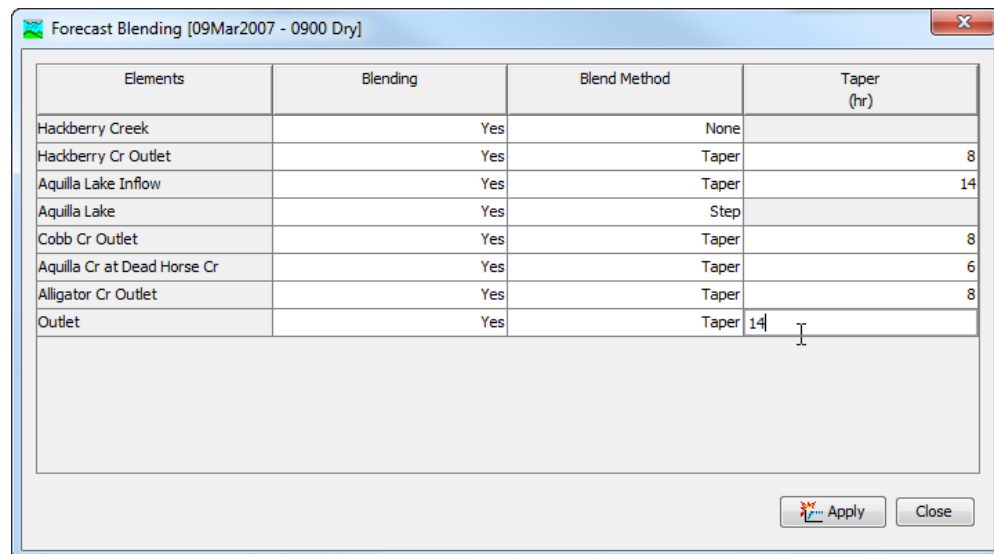 Forecast Blending [09Mar2007 - 0900 Dry]
Elements Blending Blend Method Taper
(hr)
Hackberry Creek Yes None
Hackberry Cr Outlet Yes Taper 8
Aquilla Lake Inflow Yes Taper 14
Aquilla Lake Yes Step
Cobb Cr Outlet Yes Taper 8
Aquilla Cr at Dead Horse Cr Yes Taper 6
Alligator Cr Outlet Yes Taper 8
Outlet Yes Taper 14
Apply Close